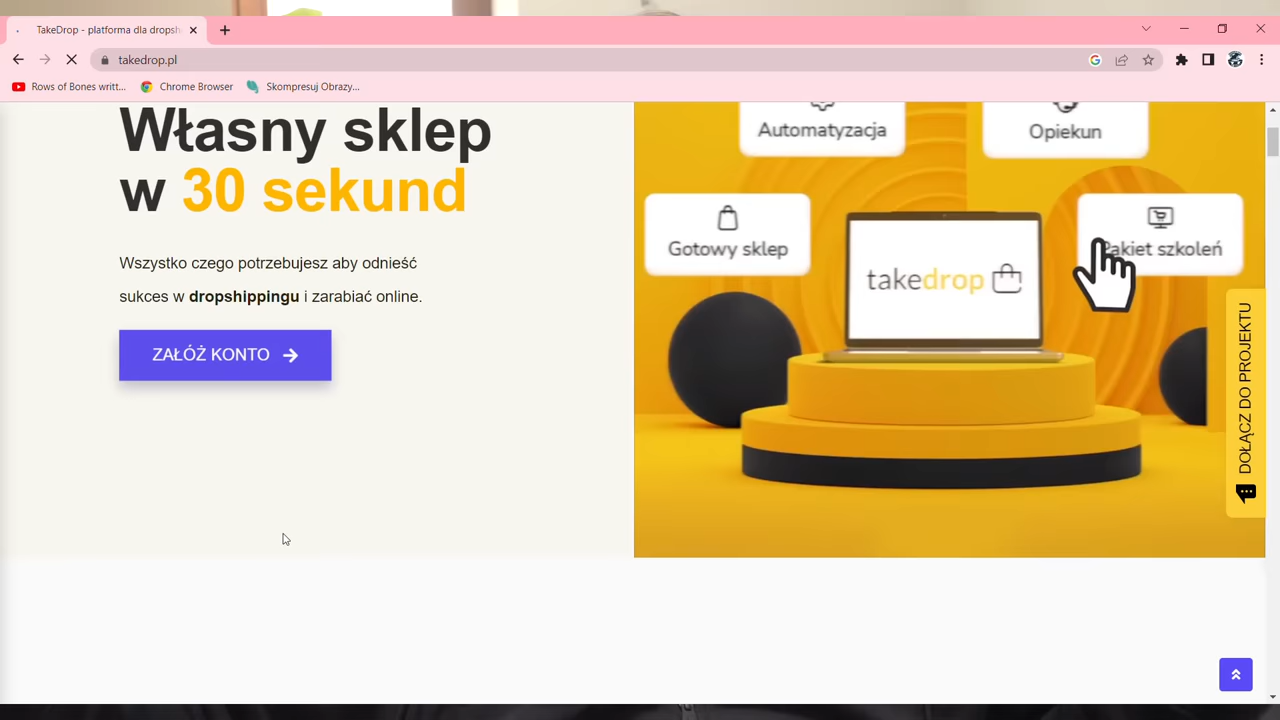 TakeDrop - platforma dla dropsh
takedrop.pl
Rows of Bones writt...
Chrome Browser
Skompresuj Obrazy...
Własny sklep
w 30 sekund
Wszystko czego potrzebujesz aby odnieść
sukces w dropshippingu i zarabiać online.
ZAŁÓŻ KONTO
Automatyzacja
Opiekun
Gotowy sklep
Pakiet szkoleń
takedrop
DOŁĄCZ DO PROJEKTU